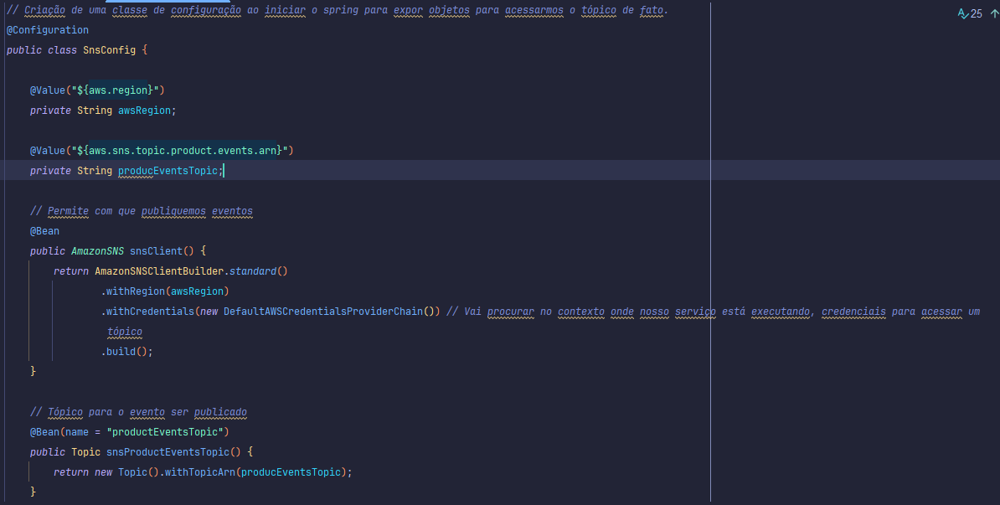 // Criação de uma classe de configuração ao iniciar o spring para expor objetos para acessarmos o tópico de fato.
25
@Configuration
public class SnsConfig {
@Value("${aws.region}")
private String awsRegion;
@Value("${aws.sns.topic.product.events.arn}")
private String producEventsTopic;
// Permite com que publiquemos eventos
@Bean
public AmazonSNS snsClient() {
return AmazonSNSClientBuilder.standard()
.withRegion(awsRegion)
.withCredentials(new DefaultAWSCredentialsProviderChain()) // Vai procurar no contexto onde nosso serviço está executando, credenciais para acessar um
tópico
.build();
}
// Tópico para o evento ser publicado
@Bean(name = "productEventsTopic")
public Topic snsProductEventsTopic() {
return new Topic().withTopicArn(producEventsTopic);
}